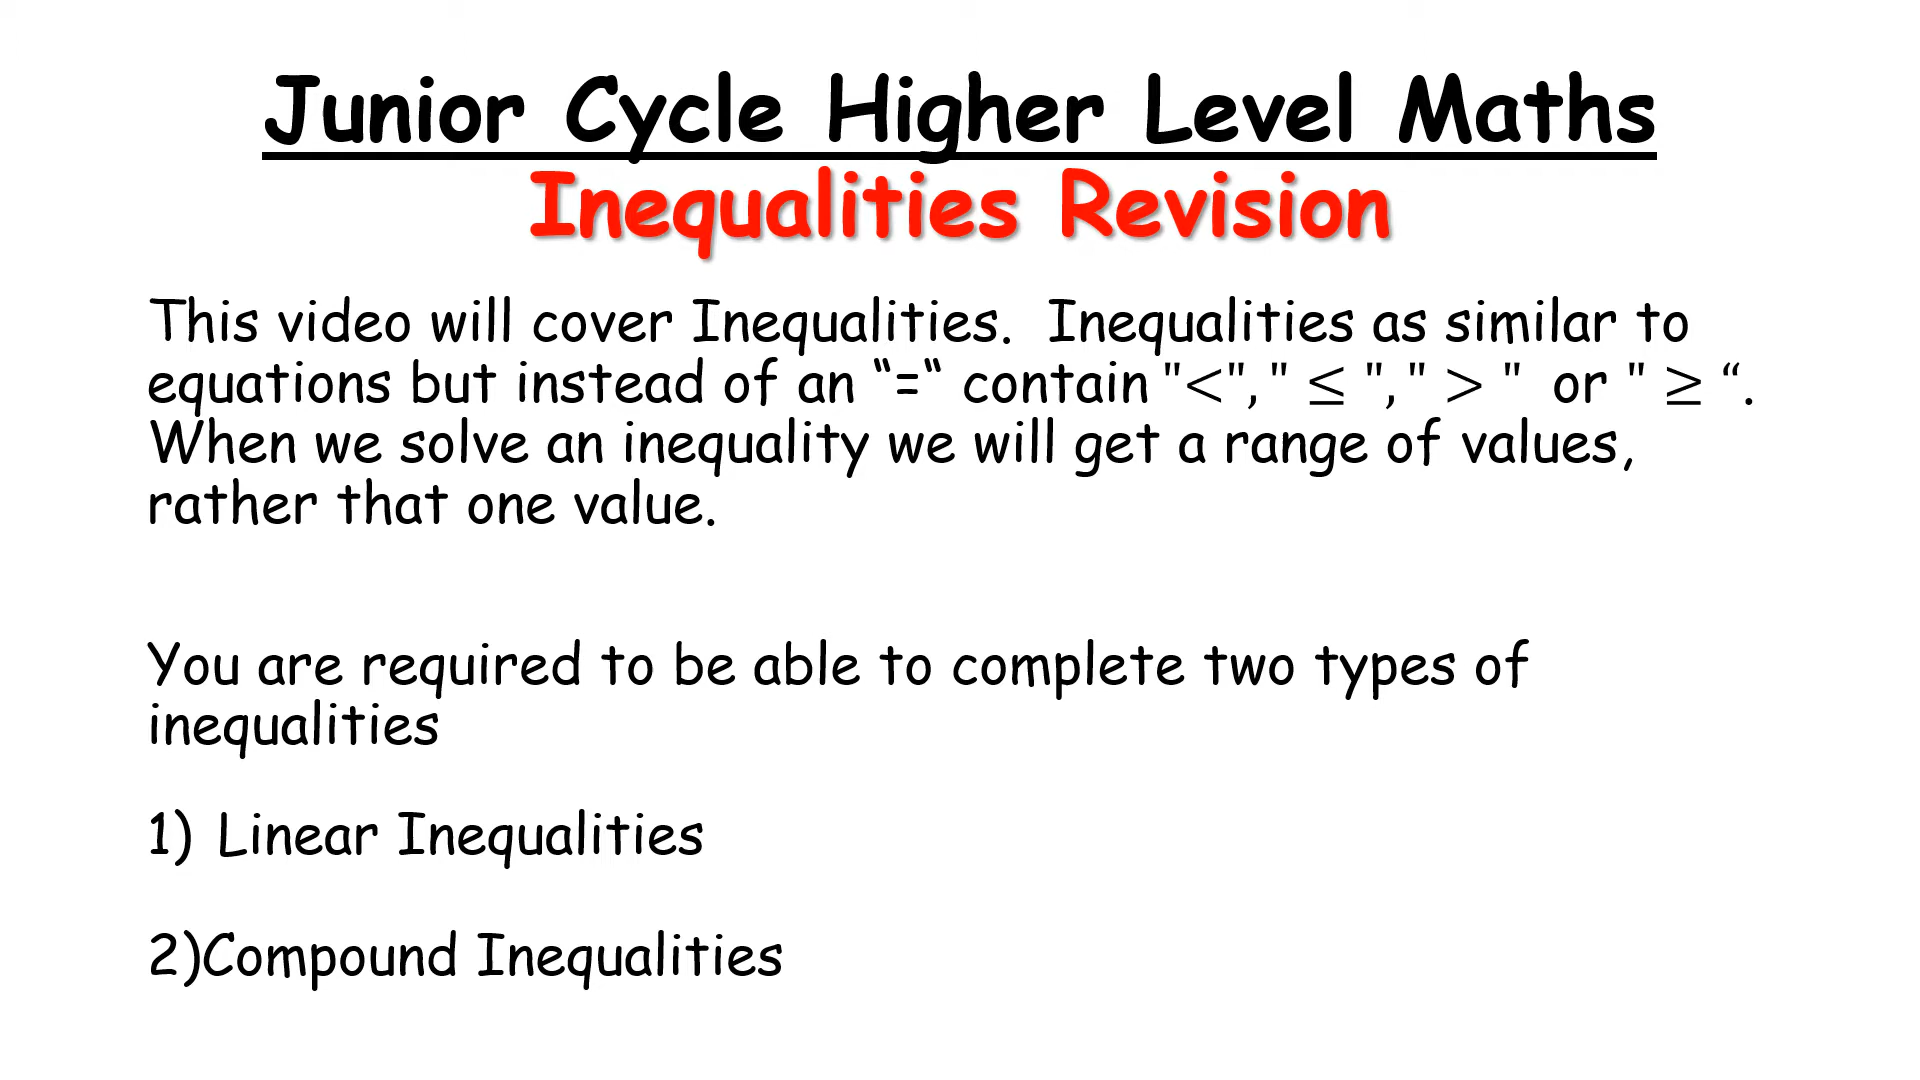 Junior Cycle Higher Level Maths
Inequalities Revision
This video will cover Inequalities.  Inequalities as similar to
equations but instead of an “=“ contain "<", " ≤ ", " > "  or " ≥ “.
When we solve an inequality we will get a range of values,
rather that one value.
You are required to be able to complete two types of
inequalities
1) Linear Inequalities
2)Compound Inequalities